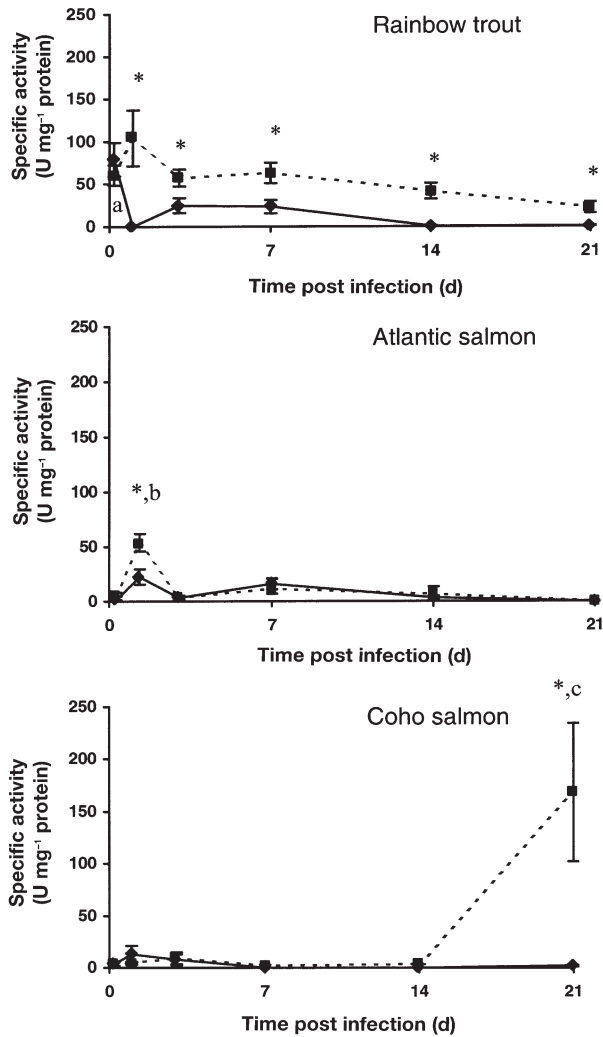 Rainbow trout
Specific activity
(U mg⁻¹ protein)
250
200
150
100
50
0
*
*
*
*
*
a
0
7
14
21
Time post infection (d)
Atlantic salmon
Specific activity
(U mg⁻¹ protein)
250
200
150
100
50
0
*,b
0
7
14
21
Time post infection (d)
*,c
Coho salmon
Specific activity
(U mg⁻¹ protein)
250
200
150
100
50
0
0
7
14
21
Time post infection (d)